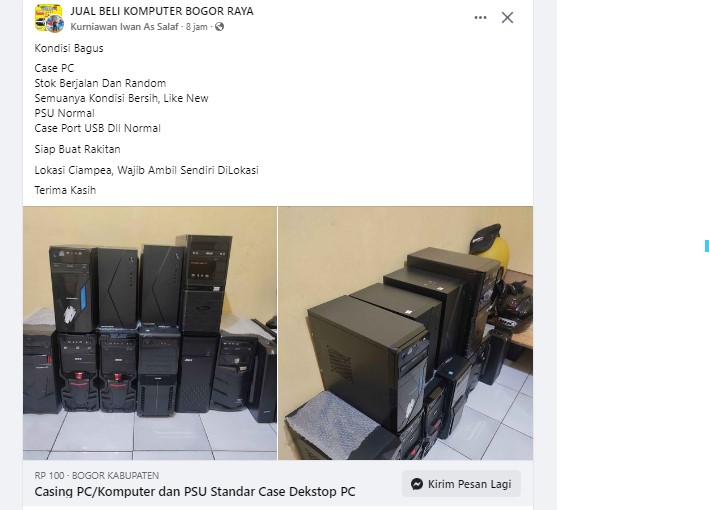 JUAL BELI KOMPUTER BOGOR RAYA
Kurniawan Iwan As Salaf · 8 jam ·
Kondisi Bagus
Case PC
Stok Berjalan Dan Random
Semuanya Kondisi Bersih, Like New
PSU Normal
Case Port USB Dll Normal
Siap Buat Rakitan
Lokasi Ciampea, Wajib Ambil Sendiri DiLokasi
Terima Kasih
RP 100 · BOGOR KABUPATEN
Casing PC/Komputer dan PSU Standar Case Dekstop PC
Kirim Pesan Lagi